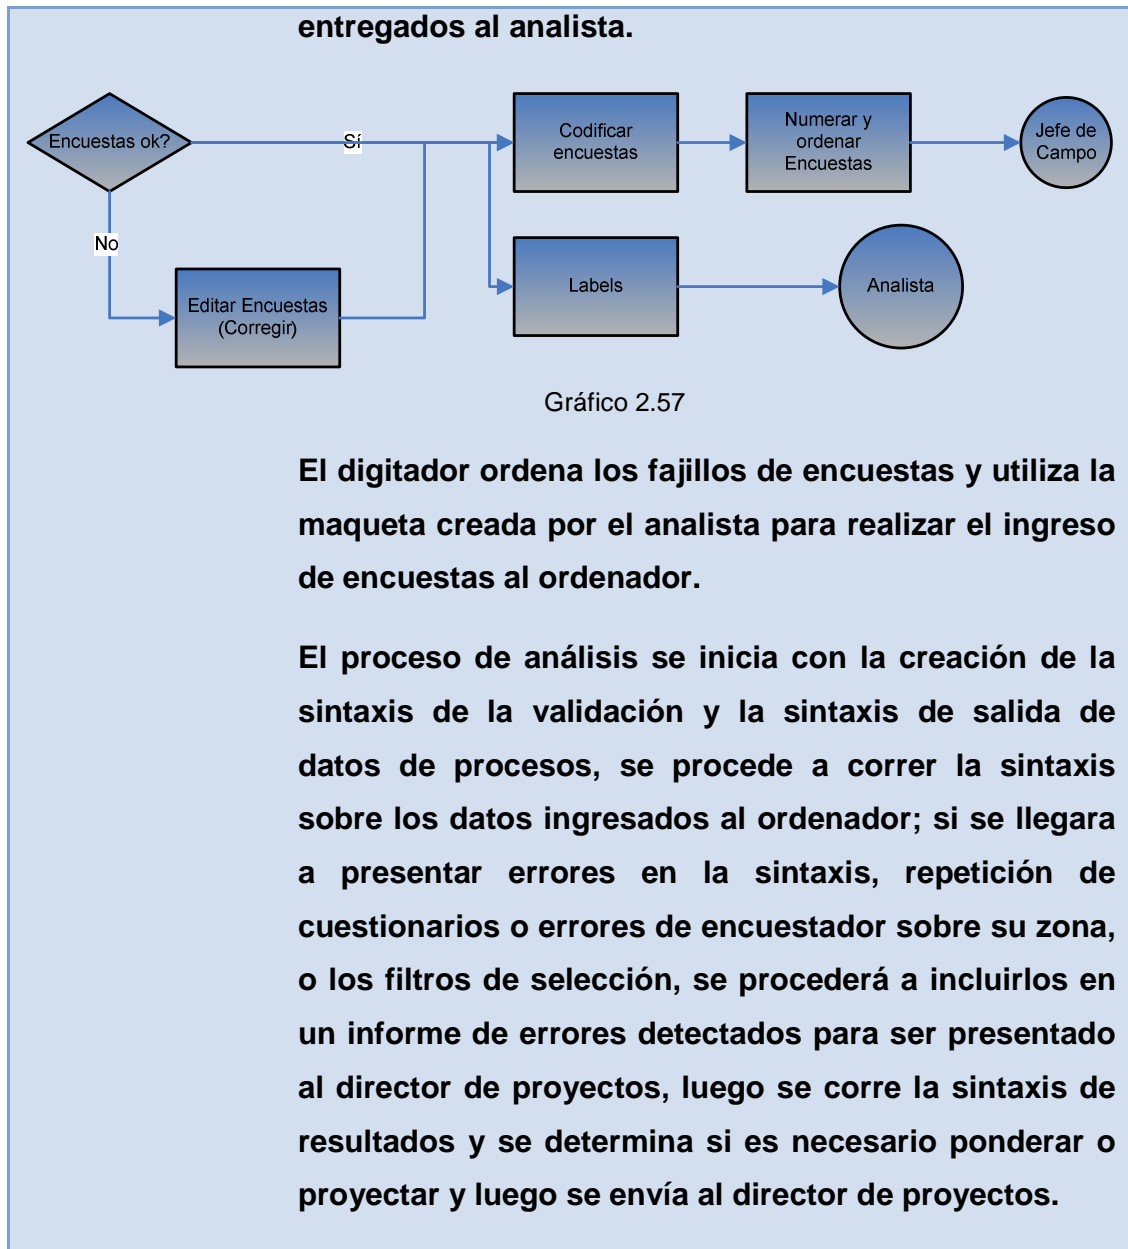 entregados al analista.
Encuestas ok?
Sí
Codificar
encuestas
Numerar y
ordenar
Encuestas
Jefe de
Campo
No
Editar Encuestas
(Corregir)
Labels
Analista
Gráfico 2.57
El digitador ordena los fajillos de encuestas y utiliza la
maqueta creada por el analista para realizar el ingreso
de encuestas al ordenador.
El proceso de análisis se inicia con la creación de la
sintaxis de la validación y la sintaxis de salida de
datos de procesos, se procede a correr la sintaxis
sobre los datos ingresados al ordenador; si se llegara
a presentar errores en la sintaxis, repetición de
cuestionarios o errores de encuestador sobre su zona,
o los filtros de selección, se procederá a incluirlos en
un informe de errores detectados para ser presentado
al director de proyectos, luego se corre la sintaxis de
resultados y se determina si es necesario ponderar o
proyectar y luego se envía al director de proyectos.